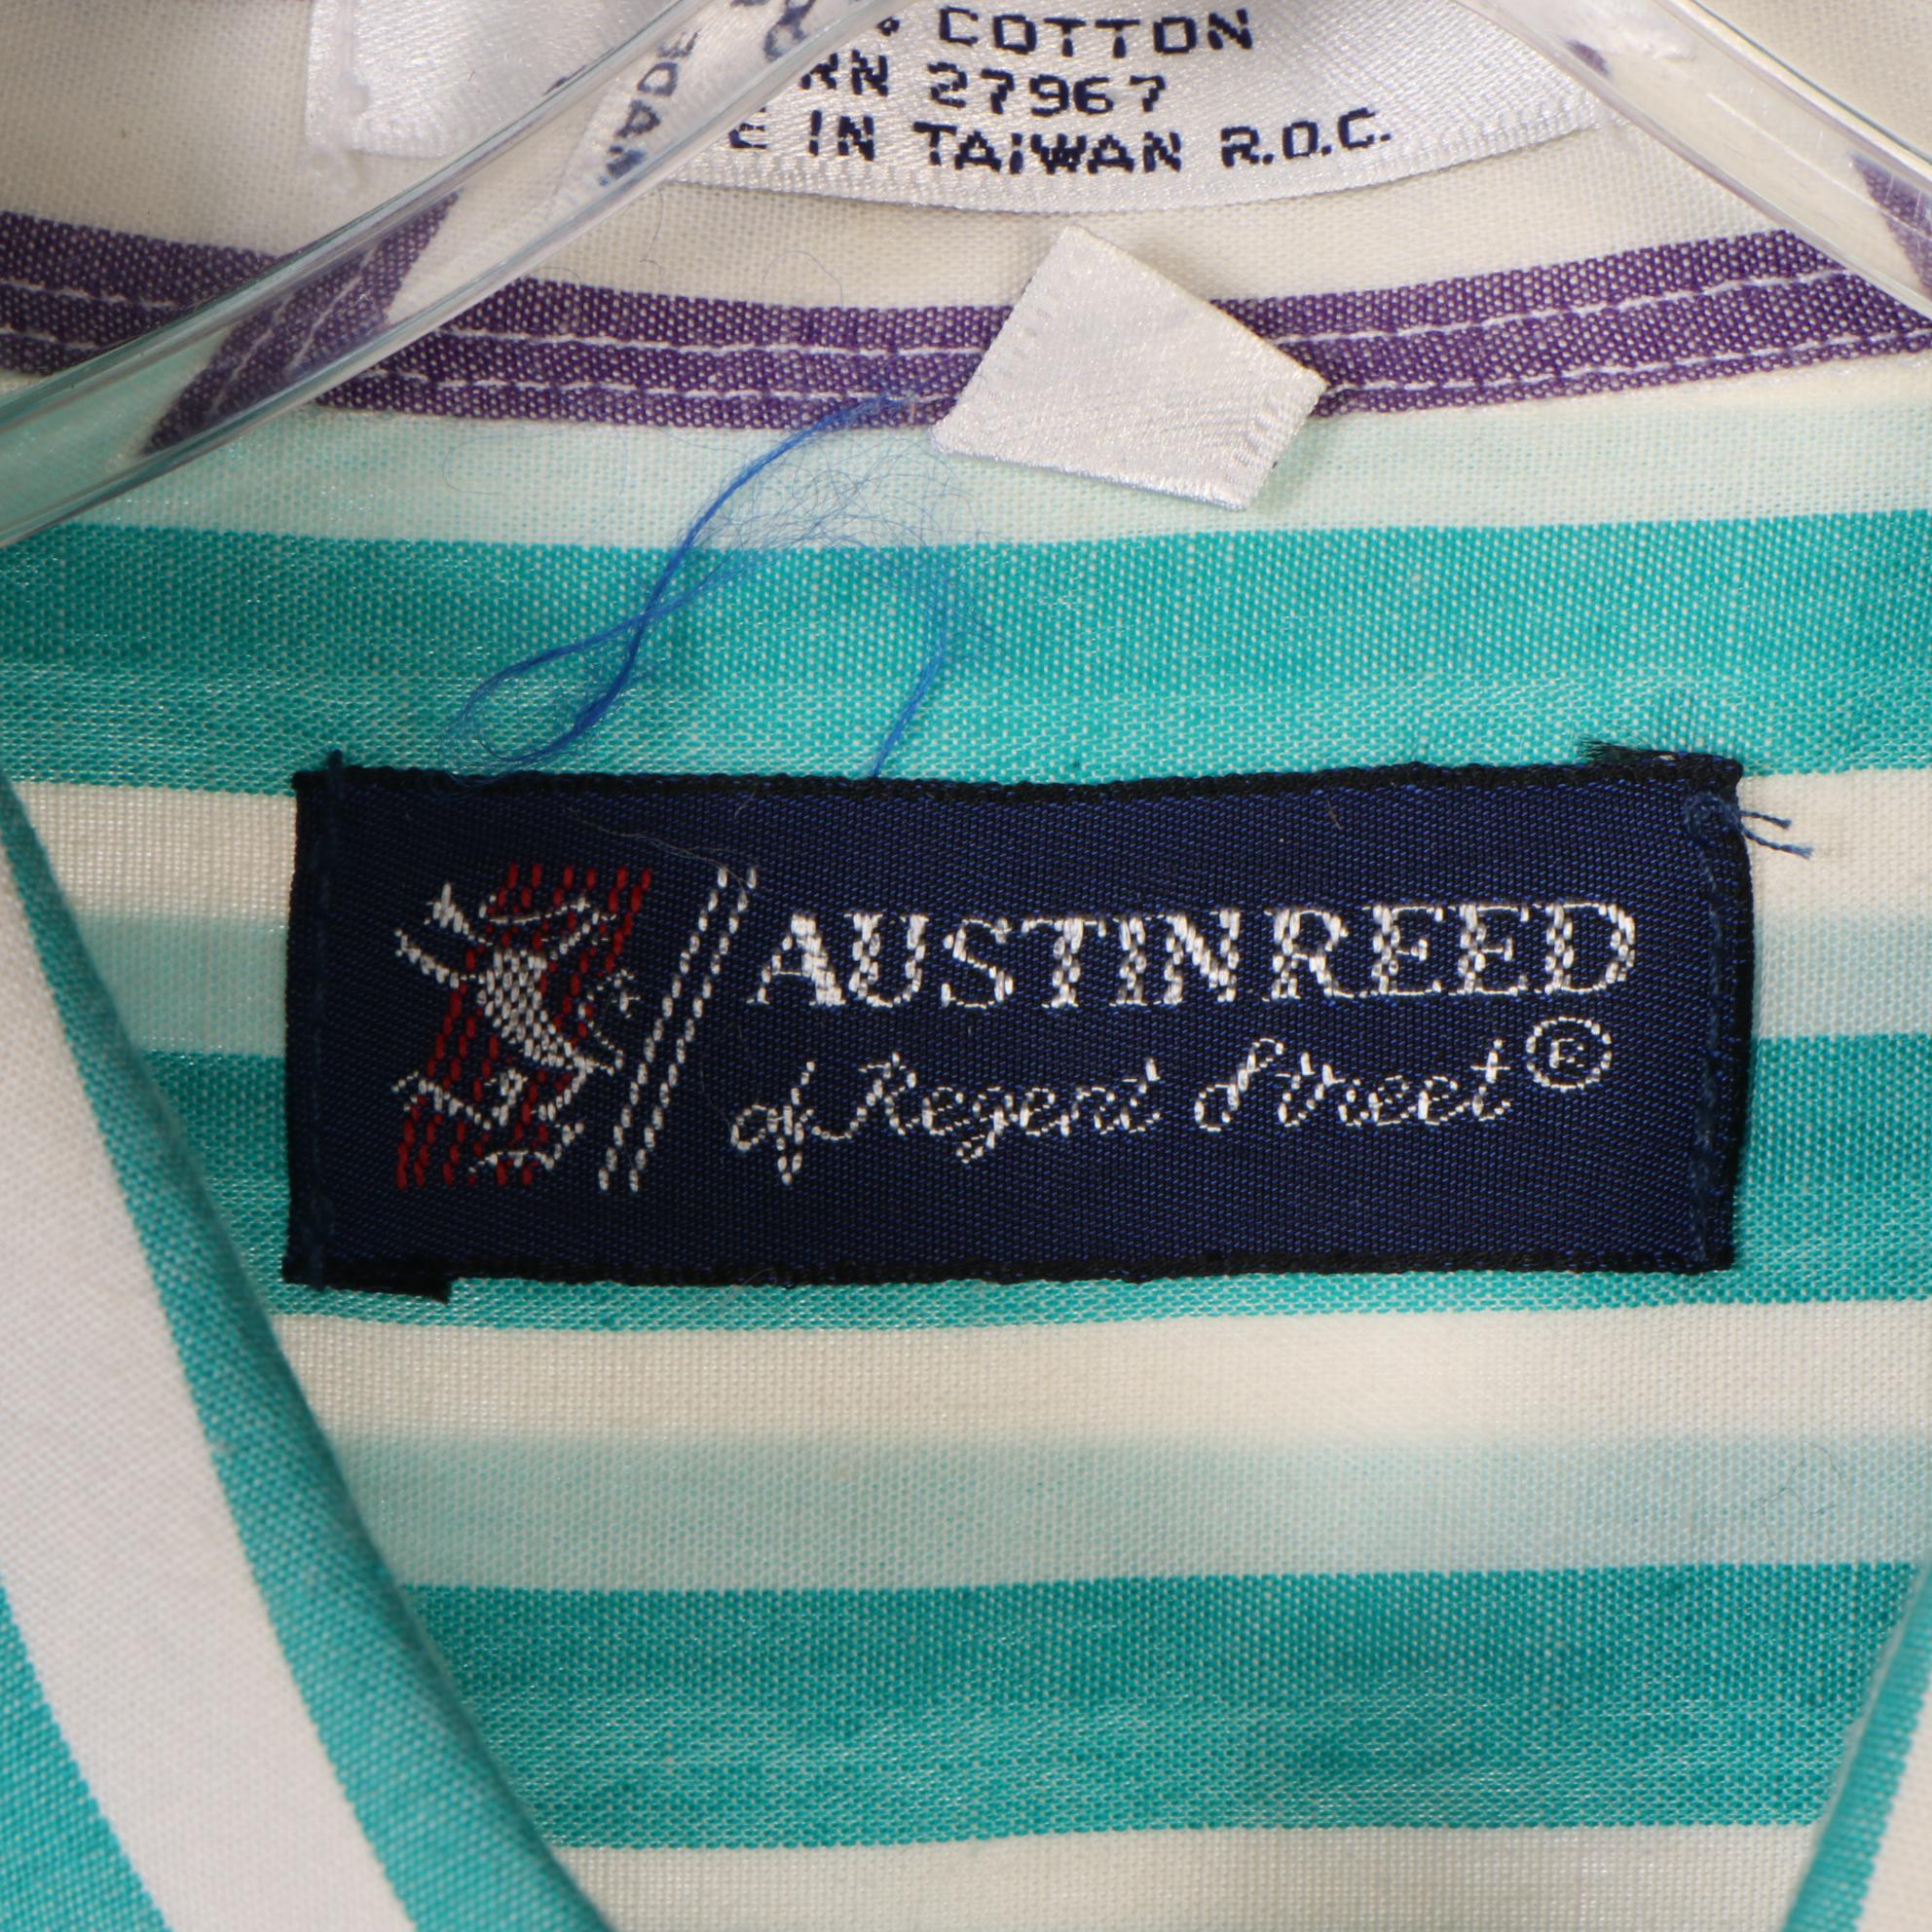 COTTON
RN 27967
E IN TAIWAN R.O.C.
AUSTIN REED
of Regent Street ®